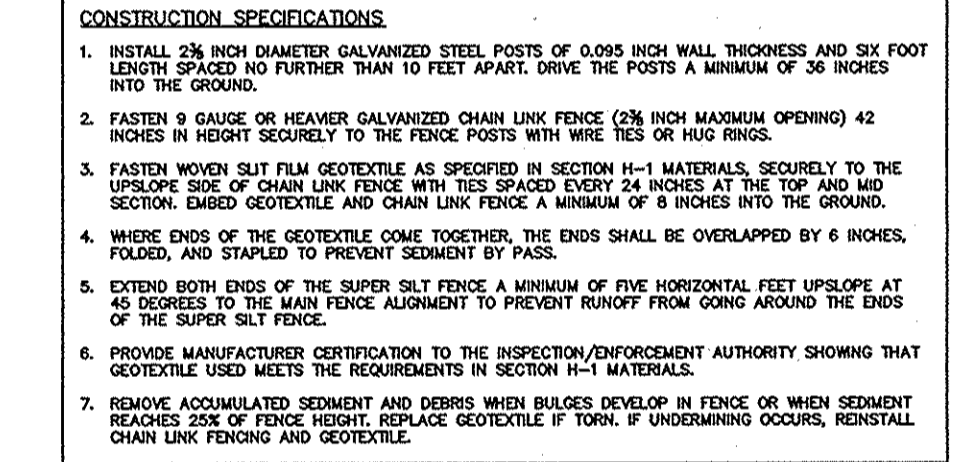 CONSTRUCTION SPECIFICATIONS
1. INSTALL 2⅜ INCH DIAMETER GALVANIZED STEEL POSTS OF 0.095 INCH WALL THICKNESS AND SIX FOOT
LENGTH SPACED NO FURTHER THAN 10 FEET APART. DRIVE THE POSTS A MINIMUM OF 36 INCHES
INTO THE GROUND.
2. FASTEN 9 GAUGE OR HEAVIER GALVANIZED CHAIN LINK FENCE (2⅜ INCH MAXIMUM OPENING) 42
INCHES IN HEIGHT SECURELY TO THE FENCE POSTS WITH WIRE TIES OR HUG RINGS.
3. FASTEN WOVEN SLIT FILM GEOTEXTILE AS SPECIFIED IN SECTION H-1 MATERIALS, SECURELY TO THE
UPSLOPE SIDE OF CHAIN LINK FENCE WITH TIES SPACED EVERY 24 INCHES AT THE TOP AND MID
SECTION. EMBED GEOTEXTILE AND CHAIN LINK FENCE A MINIMUM OF 8 INCHES INTO THE GROUND.
4. WHERE ENDS OF THE GEOTEXTILE COME TOGETHER, THE ENDS SHALL BE OVERLAPPED BY 6 INCHES,
FOLDED, AND STAPLED TO PREVENT SEDIMENT BY PASS.
5. EXTEND BOTH ENDS OF THE SUPER SILT FENCE A MINIMUM OF FIVE HORIZONTAL FEET UPSLOPE AT
45 DEGREES TO THE MAIN FENCE ALIGNMENT TO PREVENT RUNOFF FROM GOING AROUND THE ENDS
OF THE SUPER SILT FENCE.
6. PROVIDE MANUFACTURER CERTIFICATION TO THE INSPECTION/ENFORCEMENT AUTHORITY SHOWING THAT
GEOTEXTILE USED MEETS THE REQUIREMENTS IN SECTION H-1 MATERIALS.
7. REMOVE ACCUMULATED SEDIMENT AND DEBRIS WHEN BULGES DEVELOP IN FENCE OR WHEN SEDIMENT
REACHES 25% OF FENCE HEIGHT. REPLACE GEOTEXTILE IF TORN. IF UNDERMINING OCCURS, REINSTALL
CHAIN LINK FENCING AND GEOTEXTILE.